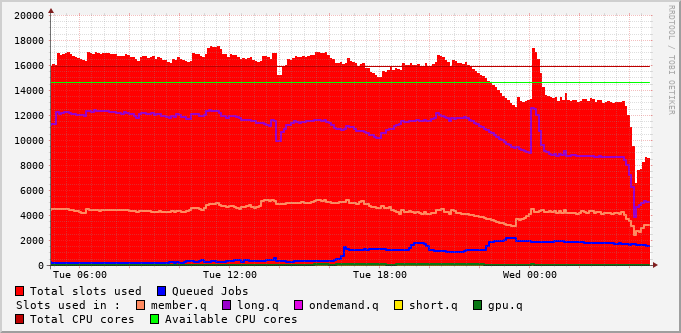 20000
18000
16000
14000
12000
10000
8000
6000
4000
2000
0
Tue 06:00 Tue 12:00 Tue 18:00 Wed 00:00
Total slots used Queued Jobs
Slots used in : member.q long.q ondemand.q short.q gpu.q
Total CPU cores Available CPU cores
RRDTOOL / TOBI OETIKER